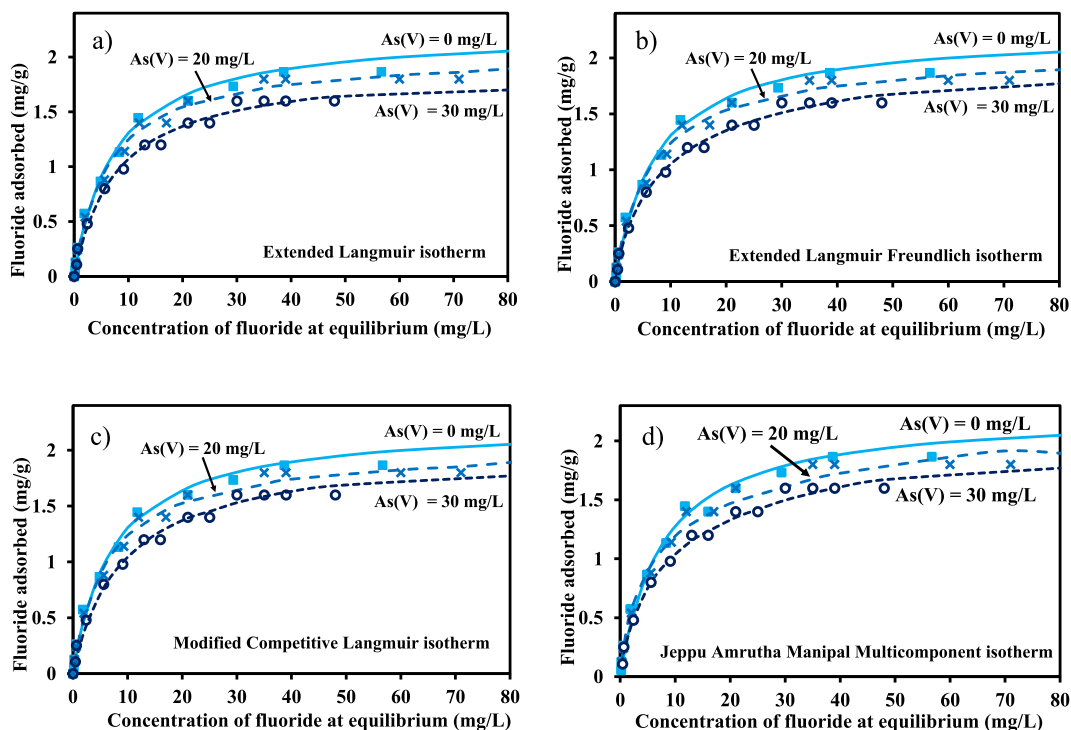 a)
As(V) = 0 mg/L
As(V) = 20 mg/L
As(V) = 30 mg/L
Extended Langmuir isotherm
Fluoride adsorbed (mg/g)
0
0.5
1
1.5
2
0 10 20 30 40 50 60 70 80
Concentration of fluoride at equilibrium (mg/L)
b)
As(V) = 0 mg/L
As(V) = 20 mg/L
As(V) = 30 mg/L
Extended Langmuir Freundlich isotherm
Fluoride adsorbed (mg/g)
0
0.5
1
1.5
2
0 10 20 30 40 50 60 70 80
Concentration of fluoride at equilibrium (mg/L)
c)
As(V) = 0 mg/L
As(V) = 20 mg/L
As(V) = 30 mg/L
Modified Competitive Langmuir isotherm
Fluoride adsorbed (mg/g)
0
0.5
1
1.5
2
0 10 20 30 40 50 60 70 80
Concentration of fluoride at equilibrium (mg/L)
d)
As(V) = 0 mg/L
As(V) = 20 mg/L
As(V) = 30 mg/L
Jeppu Amrutha Manipal Multicomponent isotherm
Fluoride adsorbed (mg/g)
0
0.5
1
1.5
2
0 10 20 30 40 50 60 70 80
Concentration of fluoride at equilibrium (mg/L)